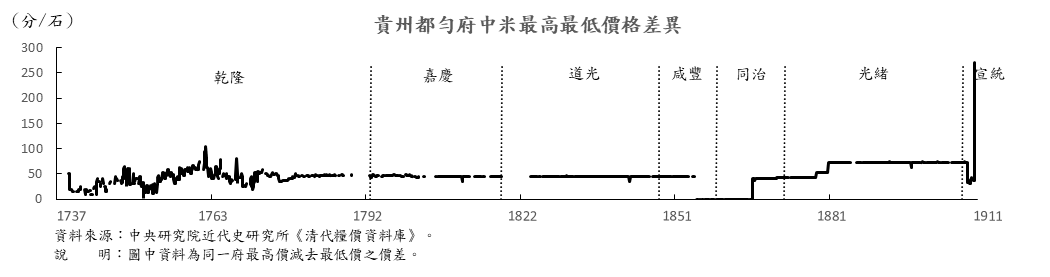 (分/石)
貴州都勻府中米最高最低價格差異
300
250
200
150
100
50
0
乾隆 嘉慶 道光 咸豐 同治 光緒 宣統
1737 1763 1792 1822 1851 1881 1911
資料來源：中央研究院近代史研究所《清代糧價資料庫》。
說　　明：圖中資料為同一府最高價減去最低價之價差。